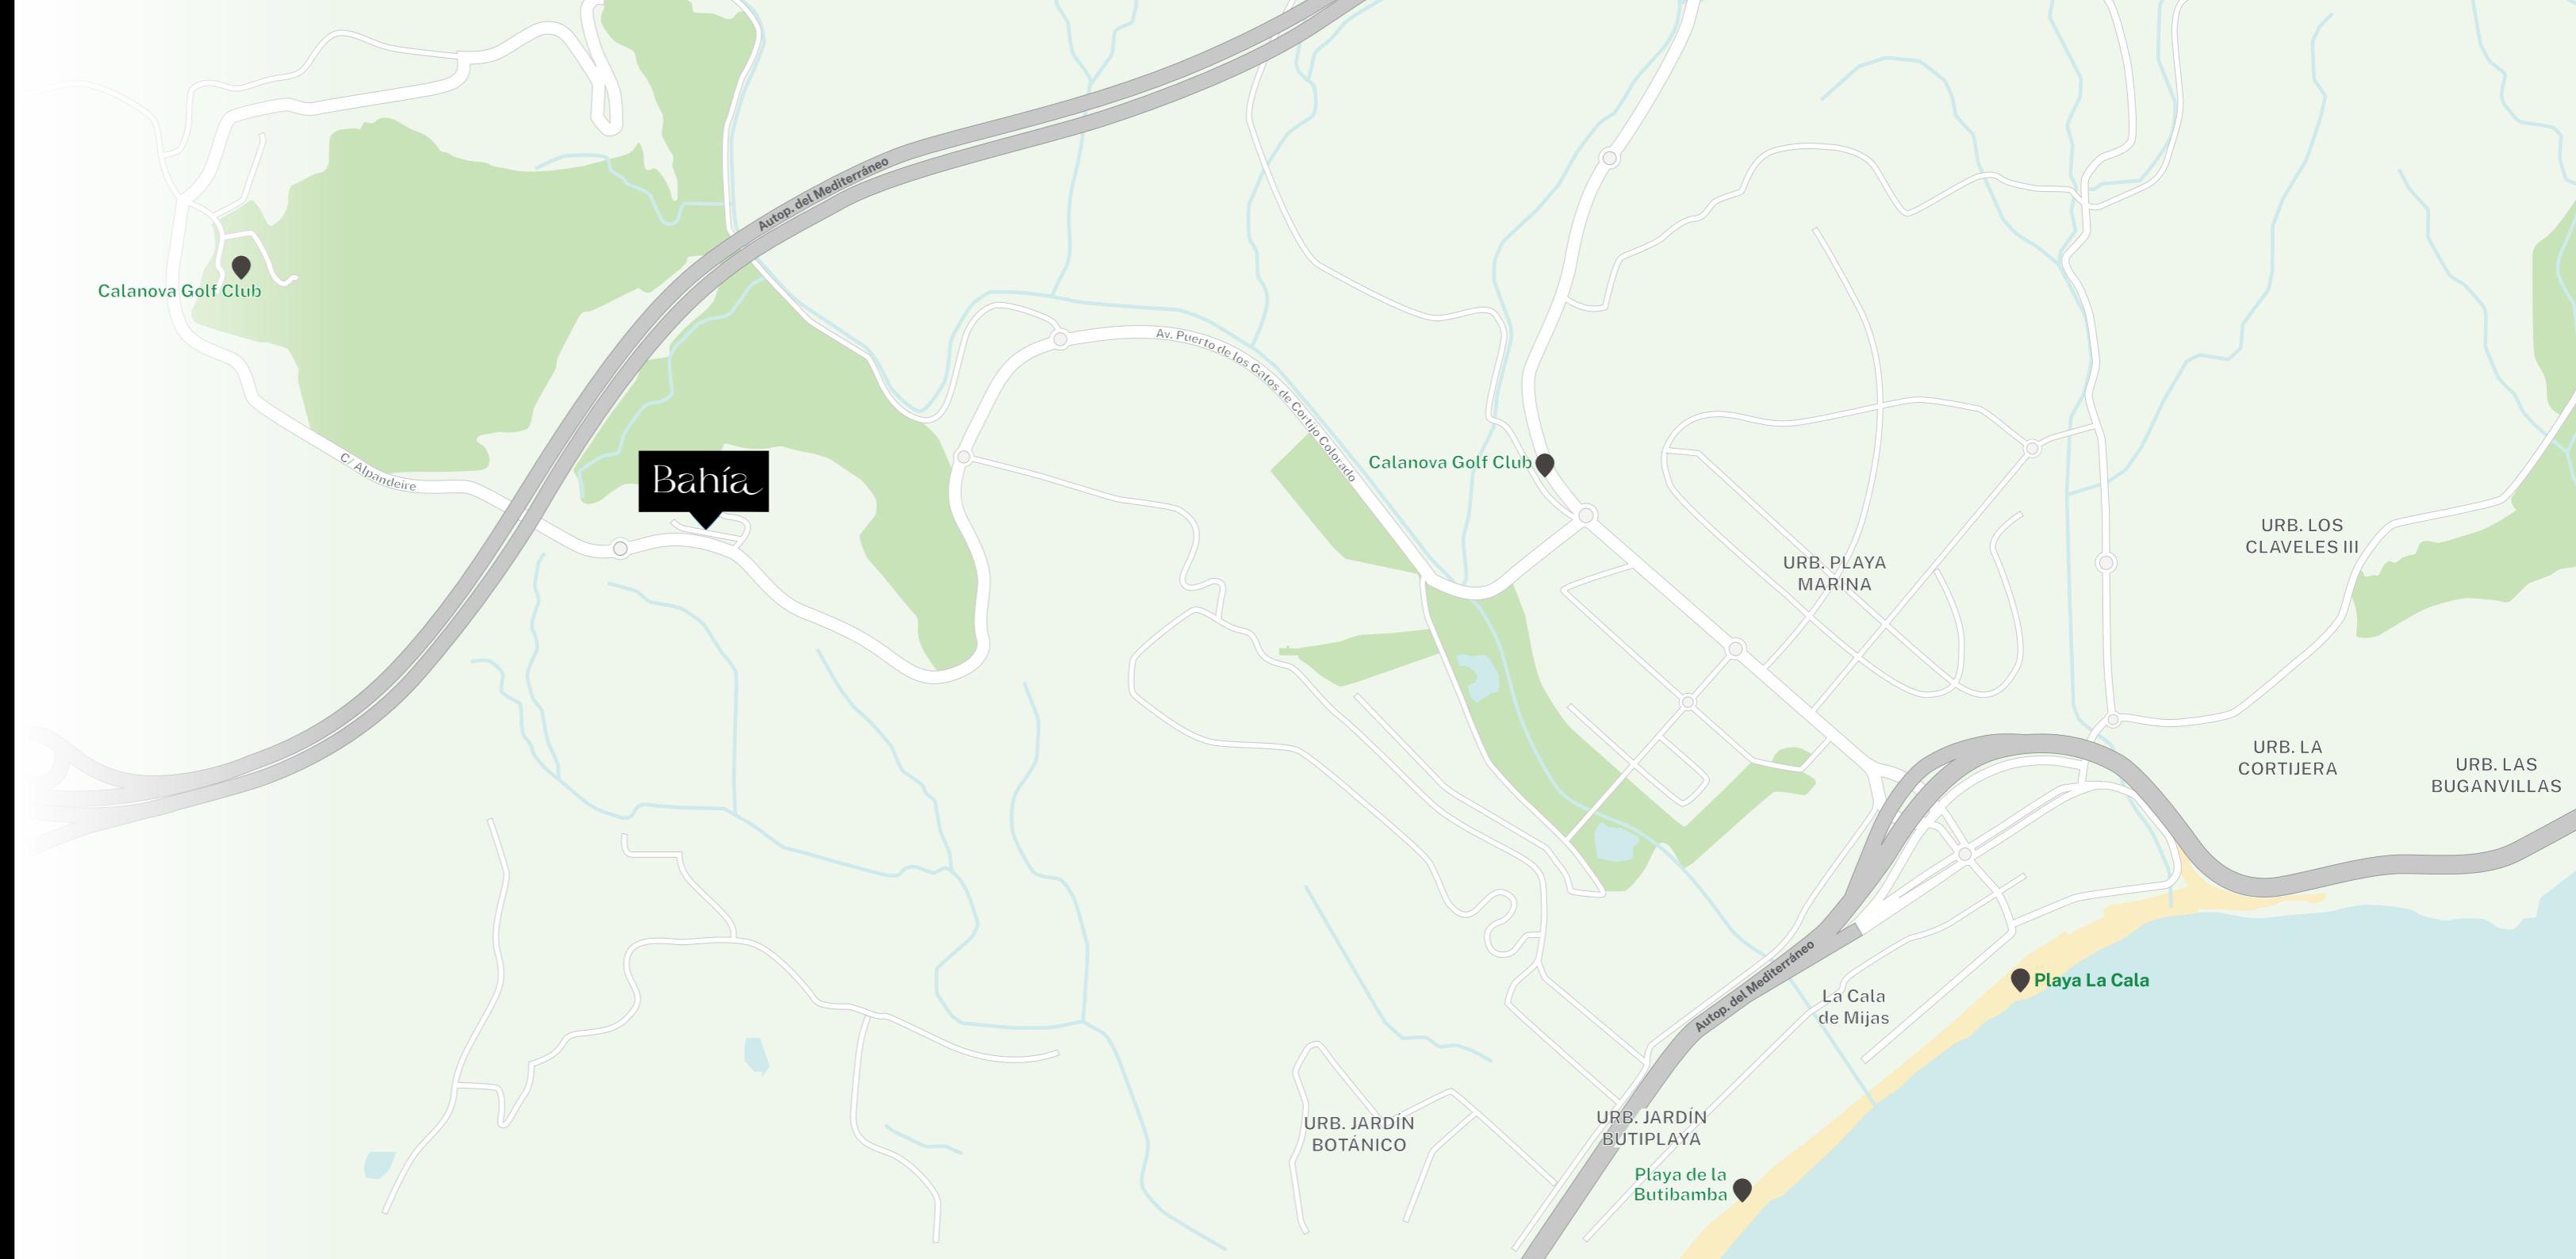 Autop. del Mediterráneo
Calanova Golf Club
Av. Puerto de los Gatos de Cortijo Colorado
C/ Alpandeire
Bahía
Calanova Golf Club
URB. LOS
CLAVELES III
URB. PLAYA
MARINA
URB. LA
CORTIJERA
URB. LAS
BUGANVILLAS
Autop. del Mediterráneo
Playa La Cala
La Cala
de Mijas
URB. JARDÍN
BOTÁNICO
URB. JARDÍN
BUTIPLAYA
Playa de la
Butibamba